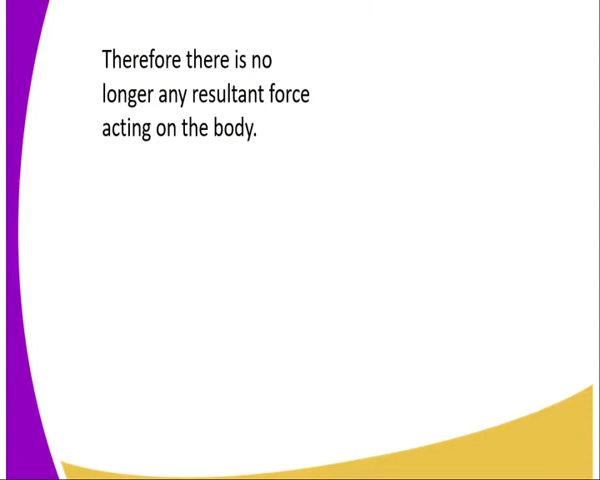 Therefore there is no
longer any resultant force
acting on the body.